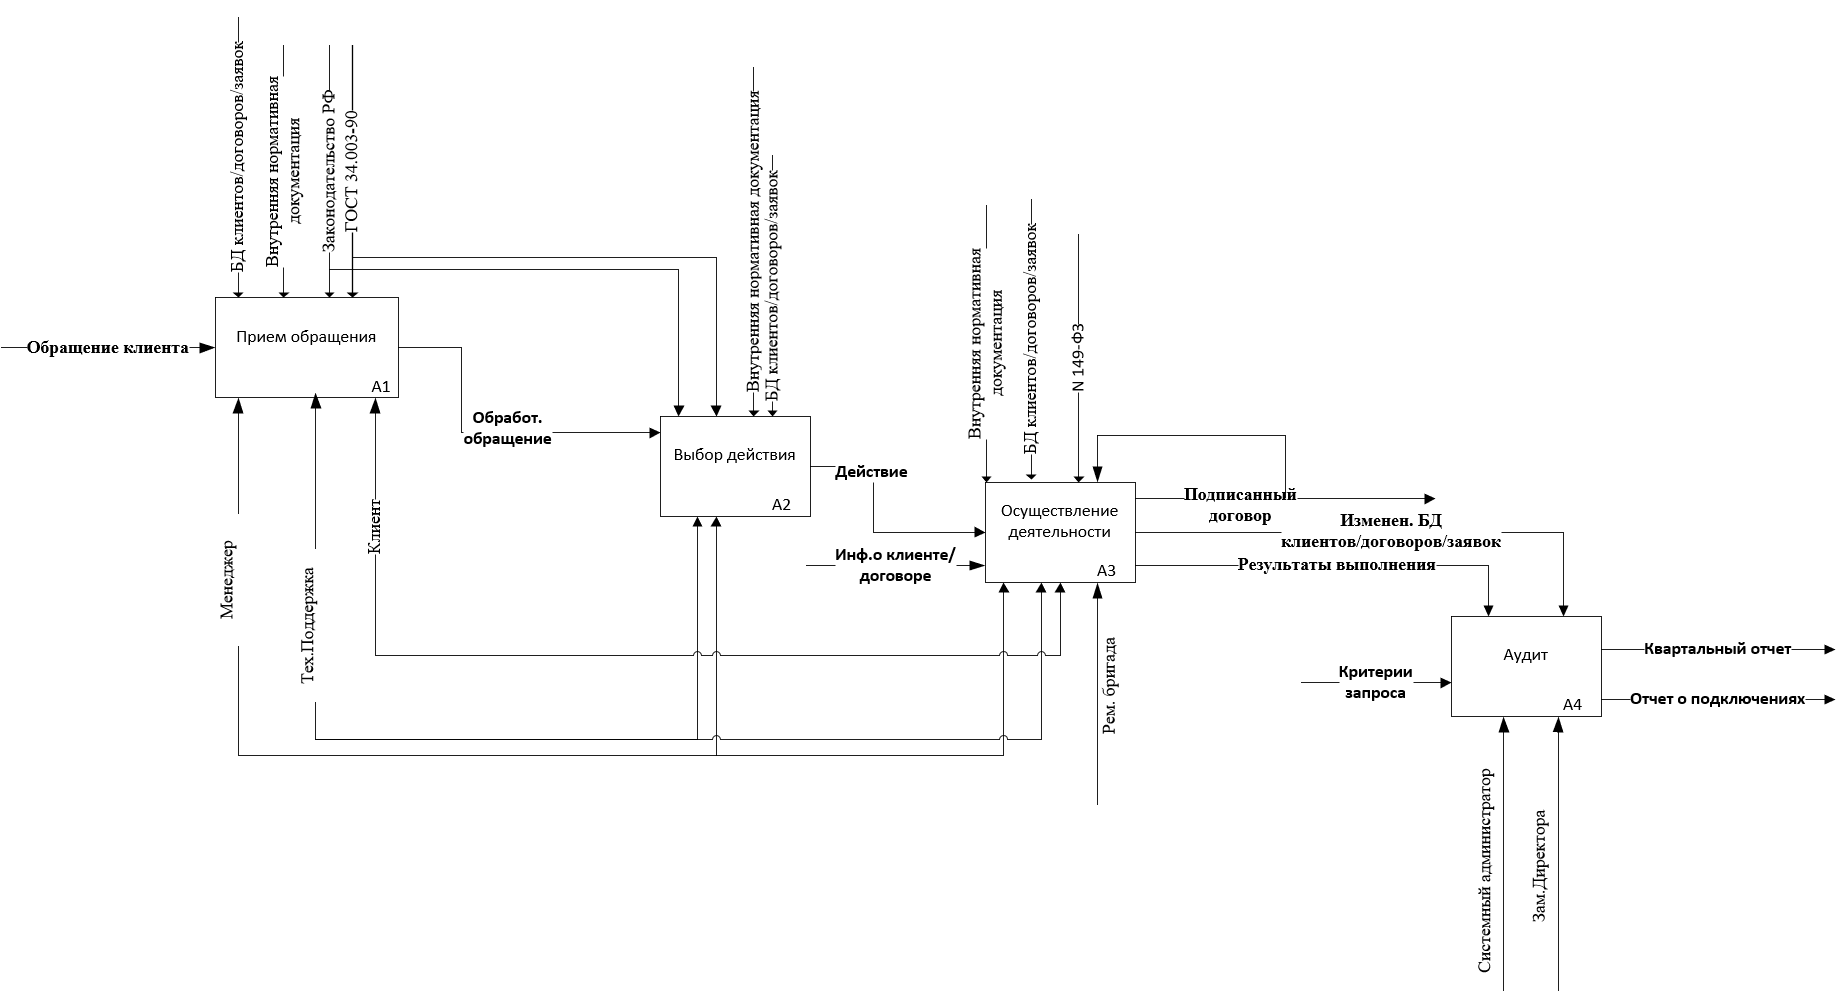 БД клиентов/договоров/заявок
Внутренняя нормативная
документация
Законодательство РФ
ГОСТ 34.003-90
Обращение клиента
Прием обращения
A1
Обработ.
обращение
Внутренняя нормативная документация
БД клиентов/договоров/заявок
Выбор действия
A2
Действие
Инф.о клиенте/
договоре
Внутренняя нормативная
документация
БД клиентов/договоров/заявок
N 149-ФЗ
Осуществление
деятельности
A3
Подписанный
договор
Изменен. БД
клиентов/договоров/заявок
Результаты выполнения
Менеджер
Тех.Поддержка
Клиент
Рем. бригада
Критерии
запроса
Аудит
A4
Квартальный отчет
Отчет о подключениях
Системный администратор
Зам.Директора